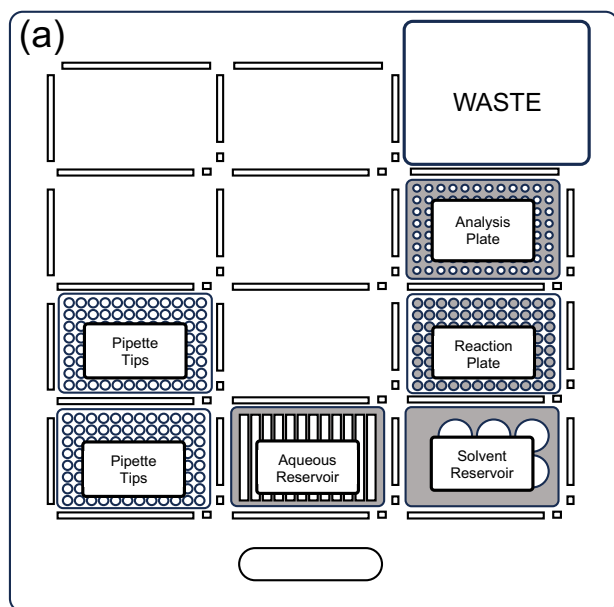 (a)
WASTE
Analysis
Plate
Pipette
Tips
Reaction
Plate
Pipette
Tips
Aqueous
Reservoir
Solvent
Reservoir